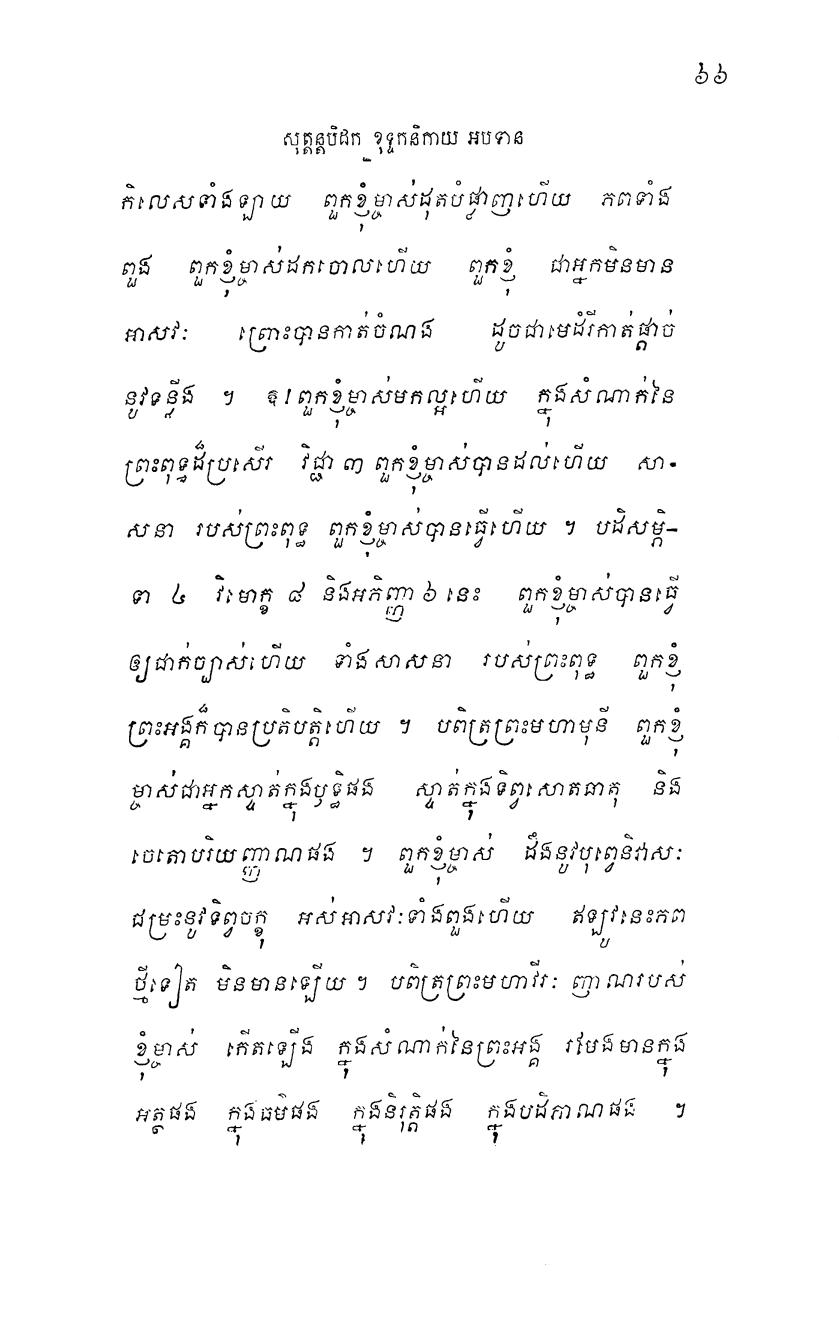 ៦៦
សុត្តន្តបិដក ខុទ្ទកនិកាយ អបទាន
កិលេសទាំងឡាយ ពួកខ្ញុំម្ចាស់ដុតបំផ្លាញហើយ ភពទាំង
ពួង ពួកខ្ញុំម្ចាស់ដកចោលហើយ ពួកខ្ញុំ ជាអ្នកមិនមាន
អាសវៈ ព្រោះបានកាត់ចំណង ដូចជាមេដំរីកាត់ផ្តាច់
នូវទន្លីង ។ ឱ! ពួកខ្ញុំម្ចាស់មកល្អហើយ ក្នុងសំណាក់នៃ
ព្រះពុទ្ធដ៏ប្រសើរ វិជ្ជា ៣ ពួកខ្ញុំម្ចាស់បានដល់ហើយ សា-
សនា របស់ព្រះពុទ្ធ ពួកខ្ញុំម្ចាស់បានធ្វើហើយ ។ បដិសម្ភិ-
ទា ៤ វិមោក្ខ ៨ និងអភិញ្ញា ៦ នេះ ពួកខ្ញុំម្ចាស់បានធ្វើ
ឲ្យជាក់ច្បាស់ហើយ ទាំងសាសនា របស់ព្រះពុទ្ធ ពួកខ្ញុំ
ព្រះអង្គក៏បានប្រតិបត្តិហើយ ។ បពិត្រព្រះមហាមុនី ពួកខ្ញុំ
ម្ចាស់ជាអ្នកស្ទាត់ក្នុងឫទ្ធិផង ស្ទាត់ក្នុងទិព្វសោតធាតុ និង
ចេតោបរិយញ្ញាណផង ។ ពួកខ្ញុំម្ចាស់ ដឹងនូវបុព្វេនិវាសៈ
ជម្រះនូវទិព្វចក្ខុ អស់អាសវៈទាំងពួងហើយ ឥឡូវនេះភព
ថ្មីទៀត មិនមានឡើយ ។ បពិត្រព្រះមហាវីរៈ ញាណរបស់
ខ្ញុំម្ចាស់ កើតឡើង ក្នុងសំណាក់នៃព្រះអង្គ រមែងមានក្នុង
អត្ថផង ក្នុងធម៌ផង ក្នុងនិរុត្តិផង ក្នុងបដិភាណផង ។